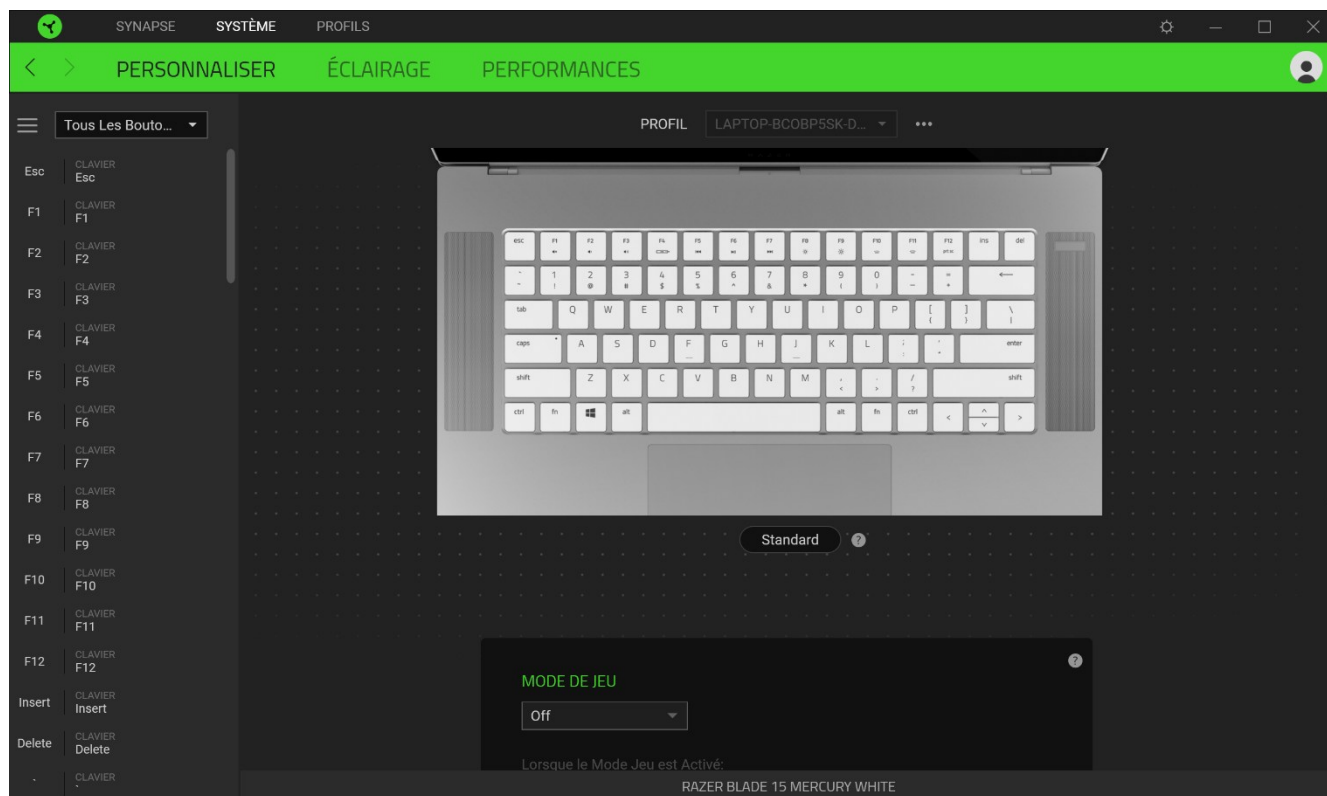 SYNAPSE SYSTÈME PROFILS
PERSONNALISER ÉCLAIRAGE PERFORMANCES
Tous Les Bouto...
PROFIL LAPTOP-BCOBP5SK-D... •••
Esc CLAVIER
Esc
F1 CLAVIER
F1
F2 CLAVIER
F2
F3 CLAVIER
F3
F4 CLAVIER
F4
F5 CLAVIER
F5
F6 CLAVIER
F6
F7 CLAVIER
F7
F8 CLAVIER
F8
F9 CLAVIER
F9
F10 CLAVIER
F10
F11 CLAVIER
F11
F12 CLAVIER
F12
Insert CLAVIER
Insert
Delete CLAVIER
Delete
CLAVIER
esc F1 F2 F3 F4 F5 F6 F7 F8 F9 F10 F11 F12 ins del
prt sc
1 2 3 4 5 6 7 8 9 0 - =
! @ # $ % ^ & *
tab Q W E R T Y U I O P [ ] \
{ } |
caps A S D F G H J K L ; ' enter
shift Z X C V B N M , . / shift
< > ?
ctrl fn alt alt fn ctrl < ^ >
v
Standard ?
?
MODE DE JEU
Off
Lorsque le Mode Jeu est Activé:
RAZER BLADE 15 MERCURY WHITE